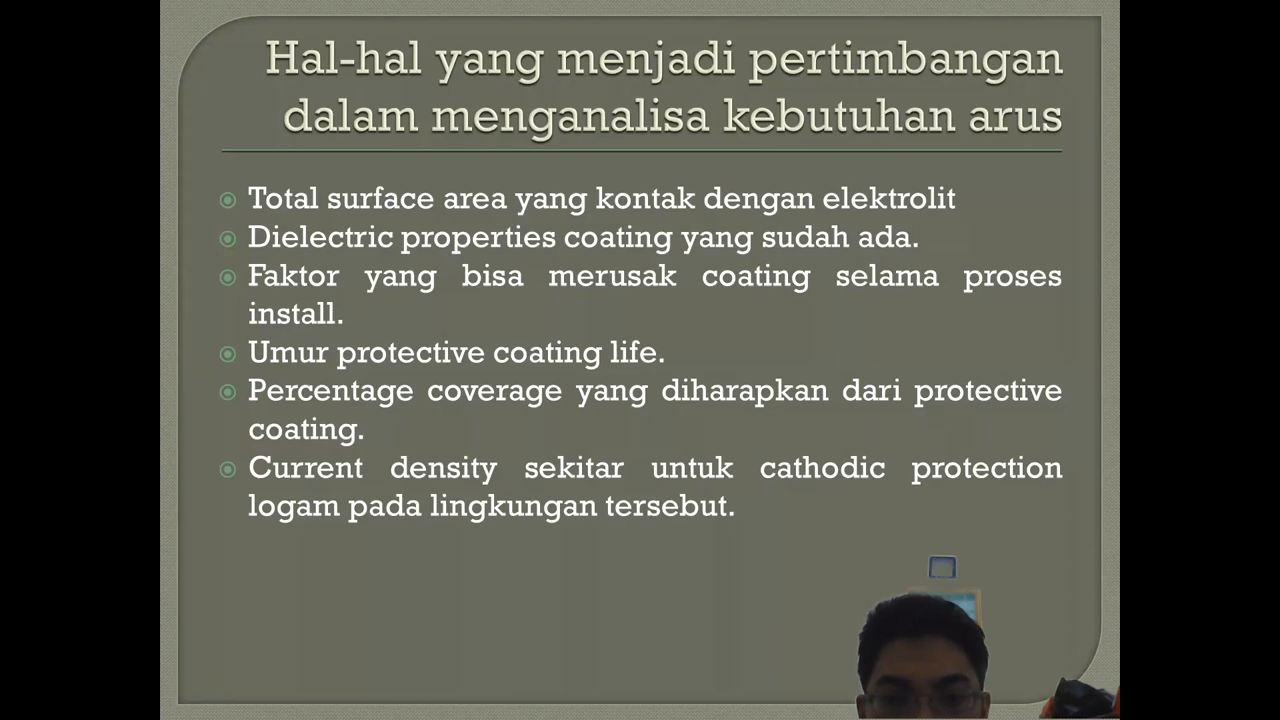 Hal-hal yang menjadi pertimbangan
dalam menganalisa kebutuhan arus
Total surface area yang kontak dengan elektrolit
Dielectric properties coating yang sudah ada.
Faktor yang bisa merusak coating selama proses
install.
Umur protective coating life.
Percentage coverage yang diharapkan dari protective
coating.
Current density sekitar untuk cathodic protection
logam pada lingkungan tersebut.